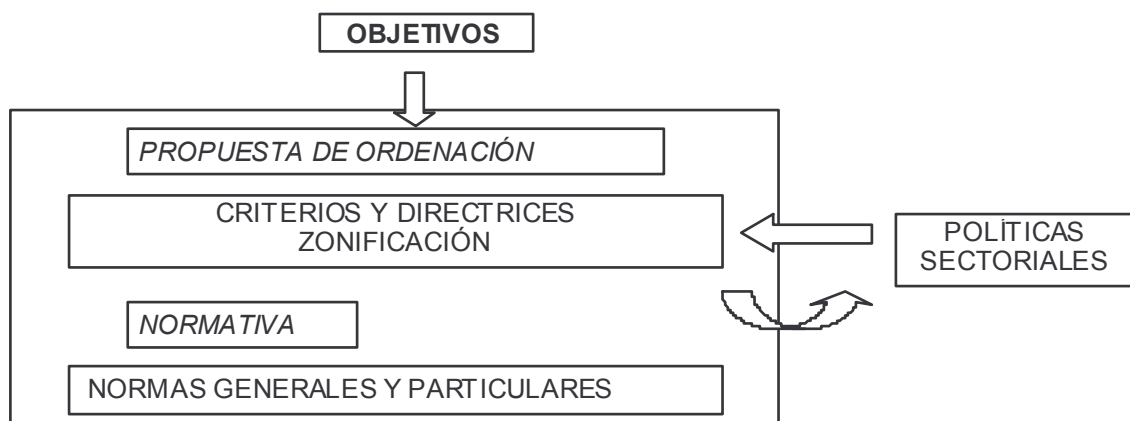 OBJETIVOS
PROPUESTA DE ORDENACIÓN
CRITERIOS Y DIRECTRICES
ZONIFICACIÓN
POLÍTICAS
SECTORIALES
NORMATIVA
NORMAS GENERALES Y PARTICULARES